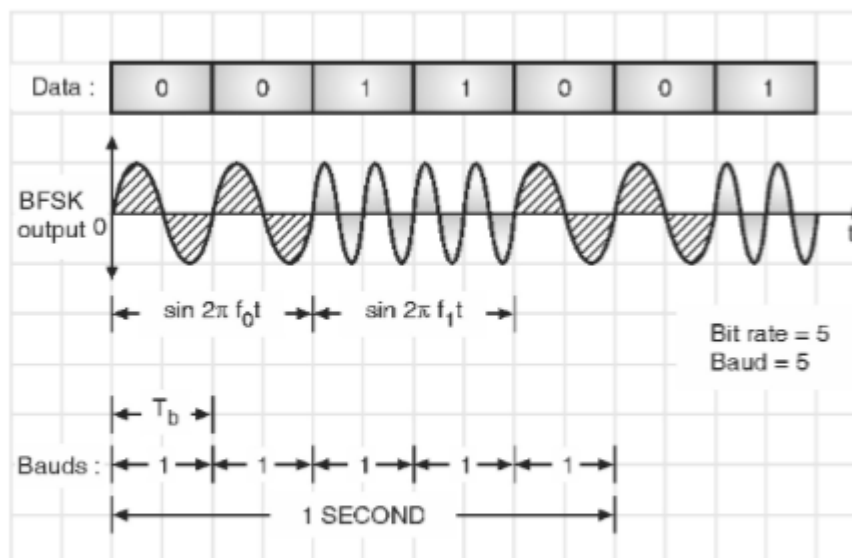 Data : 0 0 1 1 0 0 1
BFSK
output 0
t
sin 2π f₀t sin 2π f₁t
Bit rate = 5
Baud = 5
T_b
Bauds : 1 1 1 1 1
1 SECOND